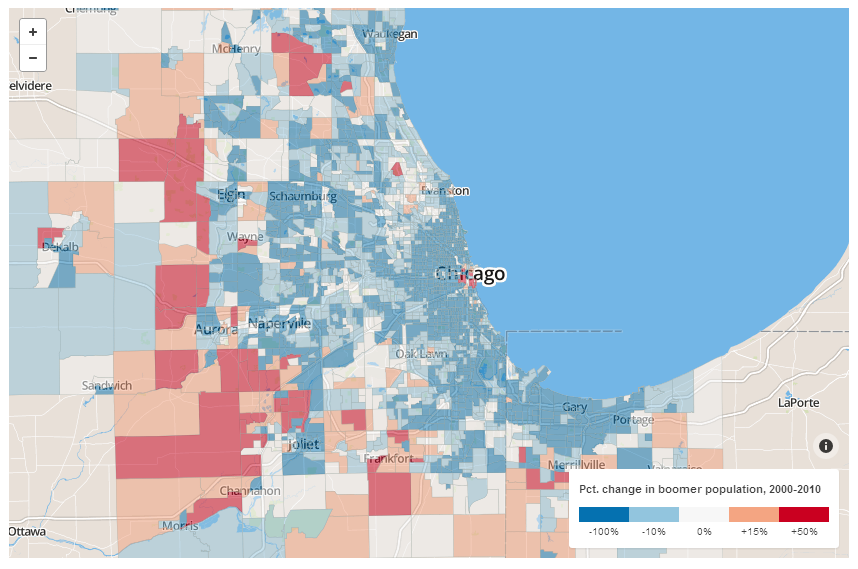 Chemung
Waukegan
+
McHenry
−
elvidere
Evanston
Elgin
Schaumburg
Wayne
DeKalb
Chicago
Naperville
Aurora
Oak Lawn
Sandwich
LaPorte
Gary
Portage
Joliet
Frankfort
Merrillville
Valparaiso
Pct. change in boomer population, 2000-2010
Channahon
-100%
-10%
0%
+15%
+50%
Morris
Ottawa